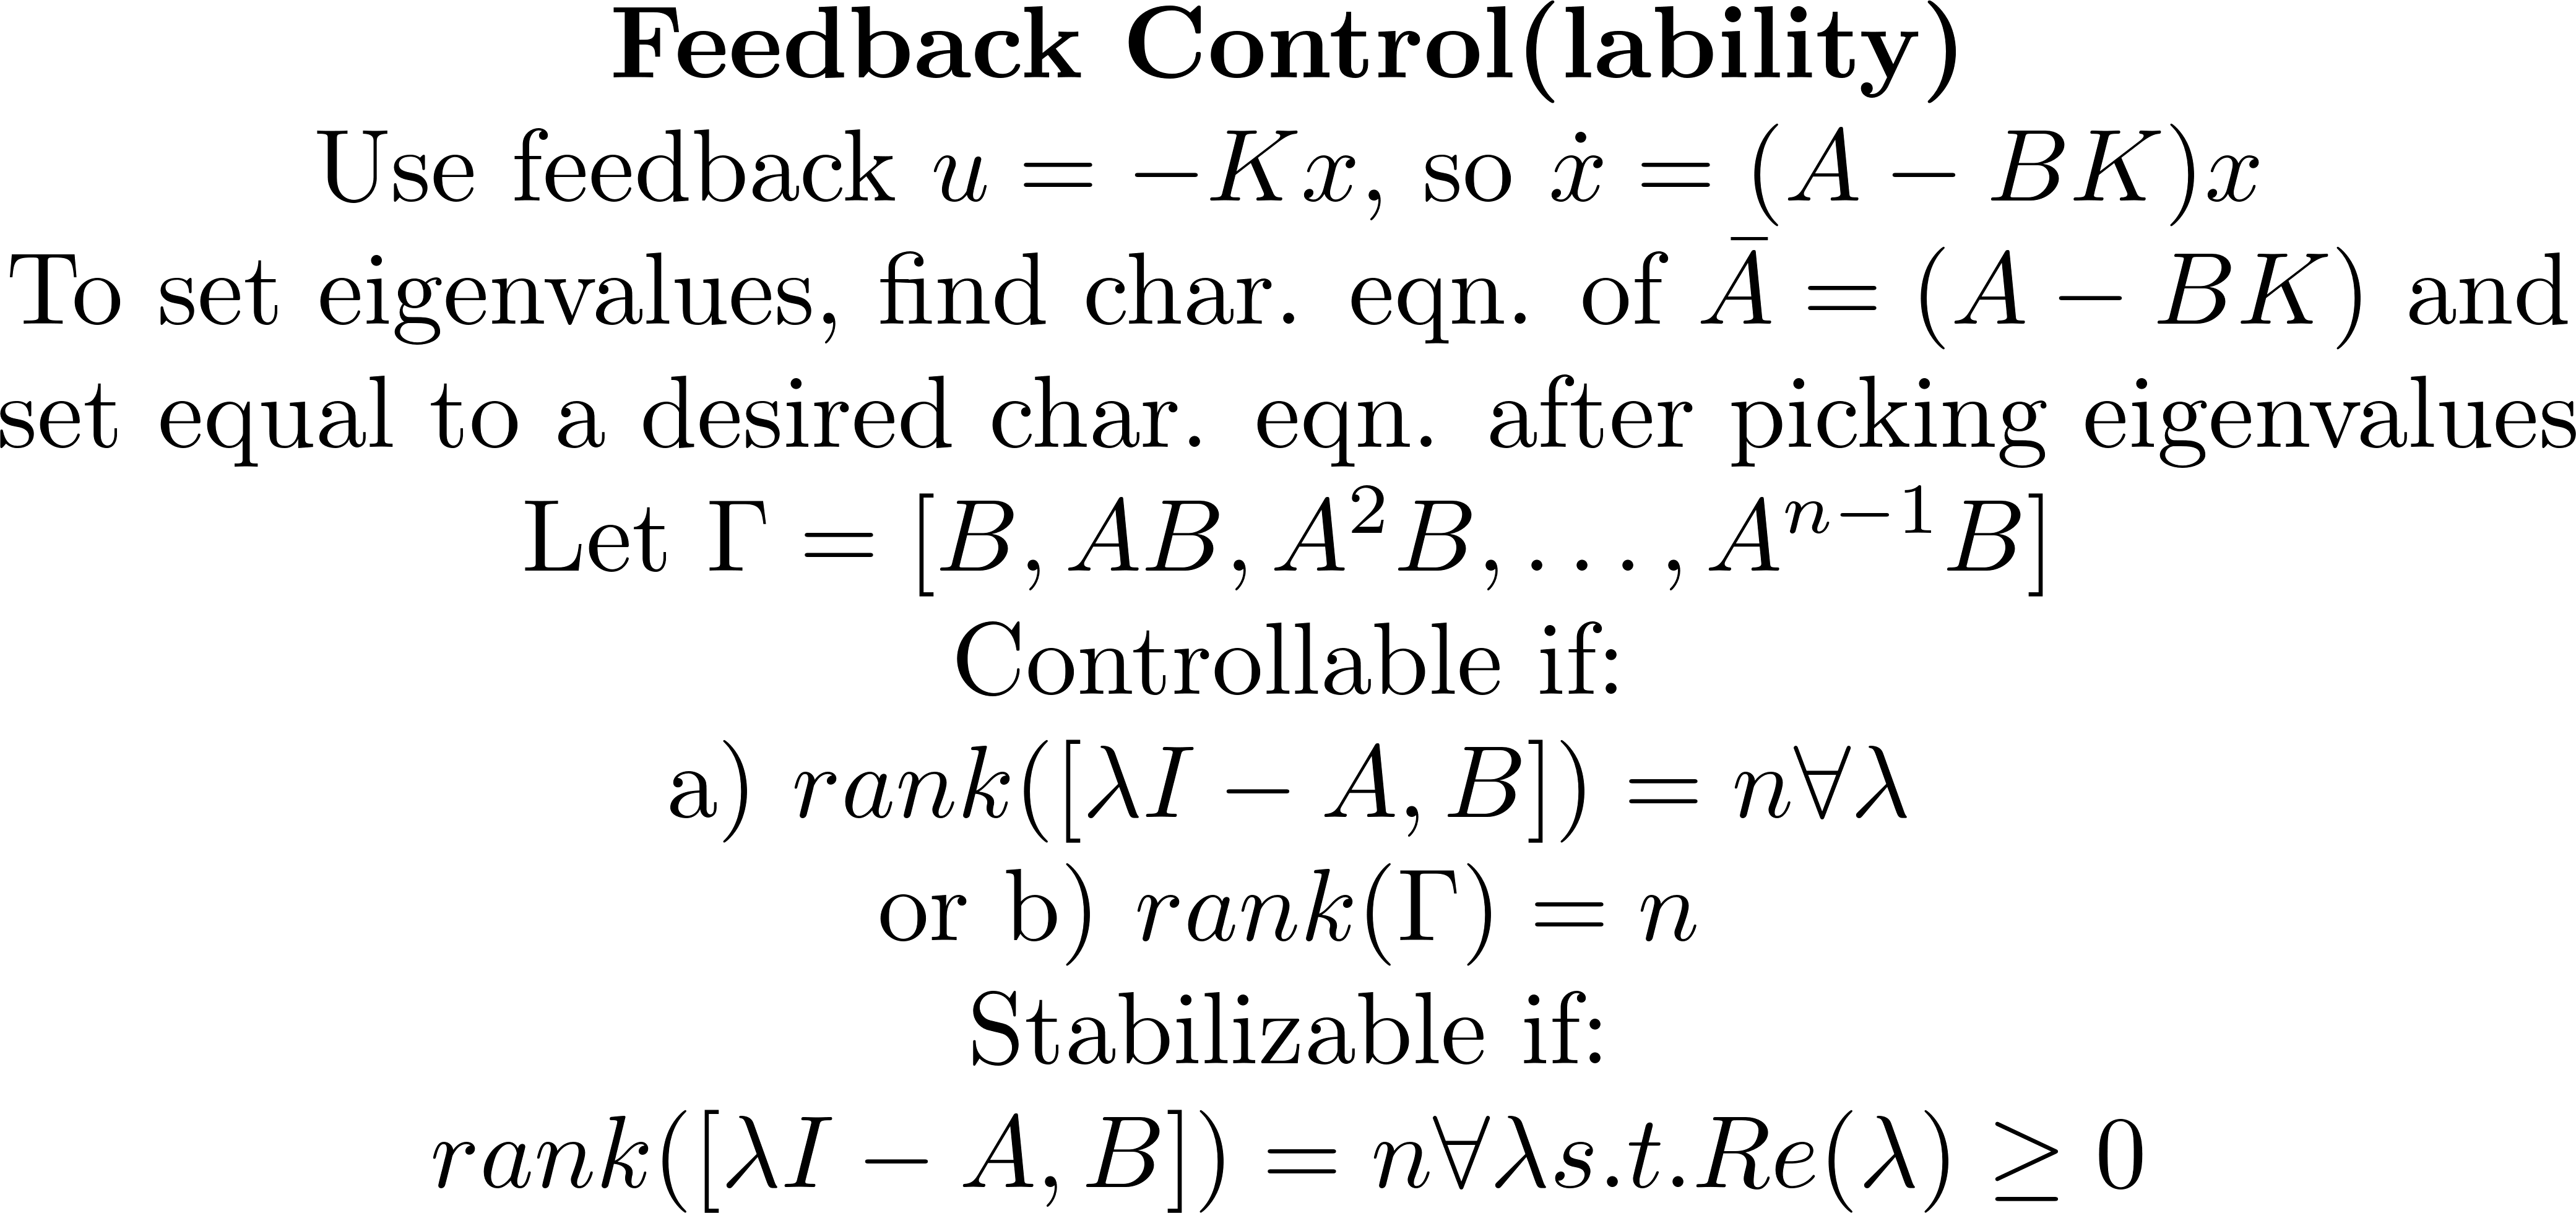 Feedback Control(lability)
Use feedback u = −Kx, so ẋ = (A − BK)x
To set eigenvalues, find char. eqn. of Ā = (A − BK) and
set equal to a desired char. eqn. after picking eigenvalues
Let Γ = [B, AB, A²B, . . . , Aⁿ⁻¹B]
Controllable if:
a) rank([λI − A, B]) = n∀λ
or b) rank(Γ) = n
Stabilizable if:
rank([λI − A, B]) = n∀λs.t.Re(λ) ≥ 0